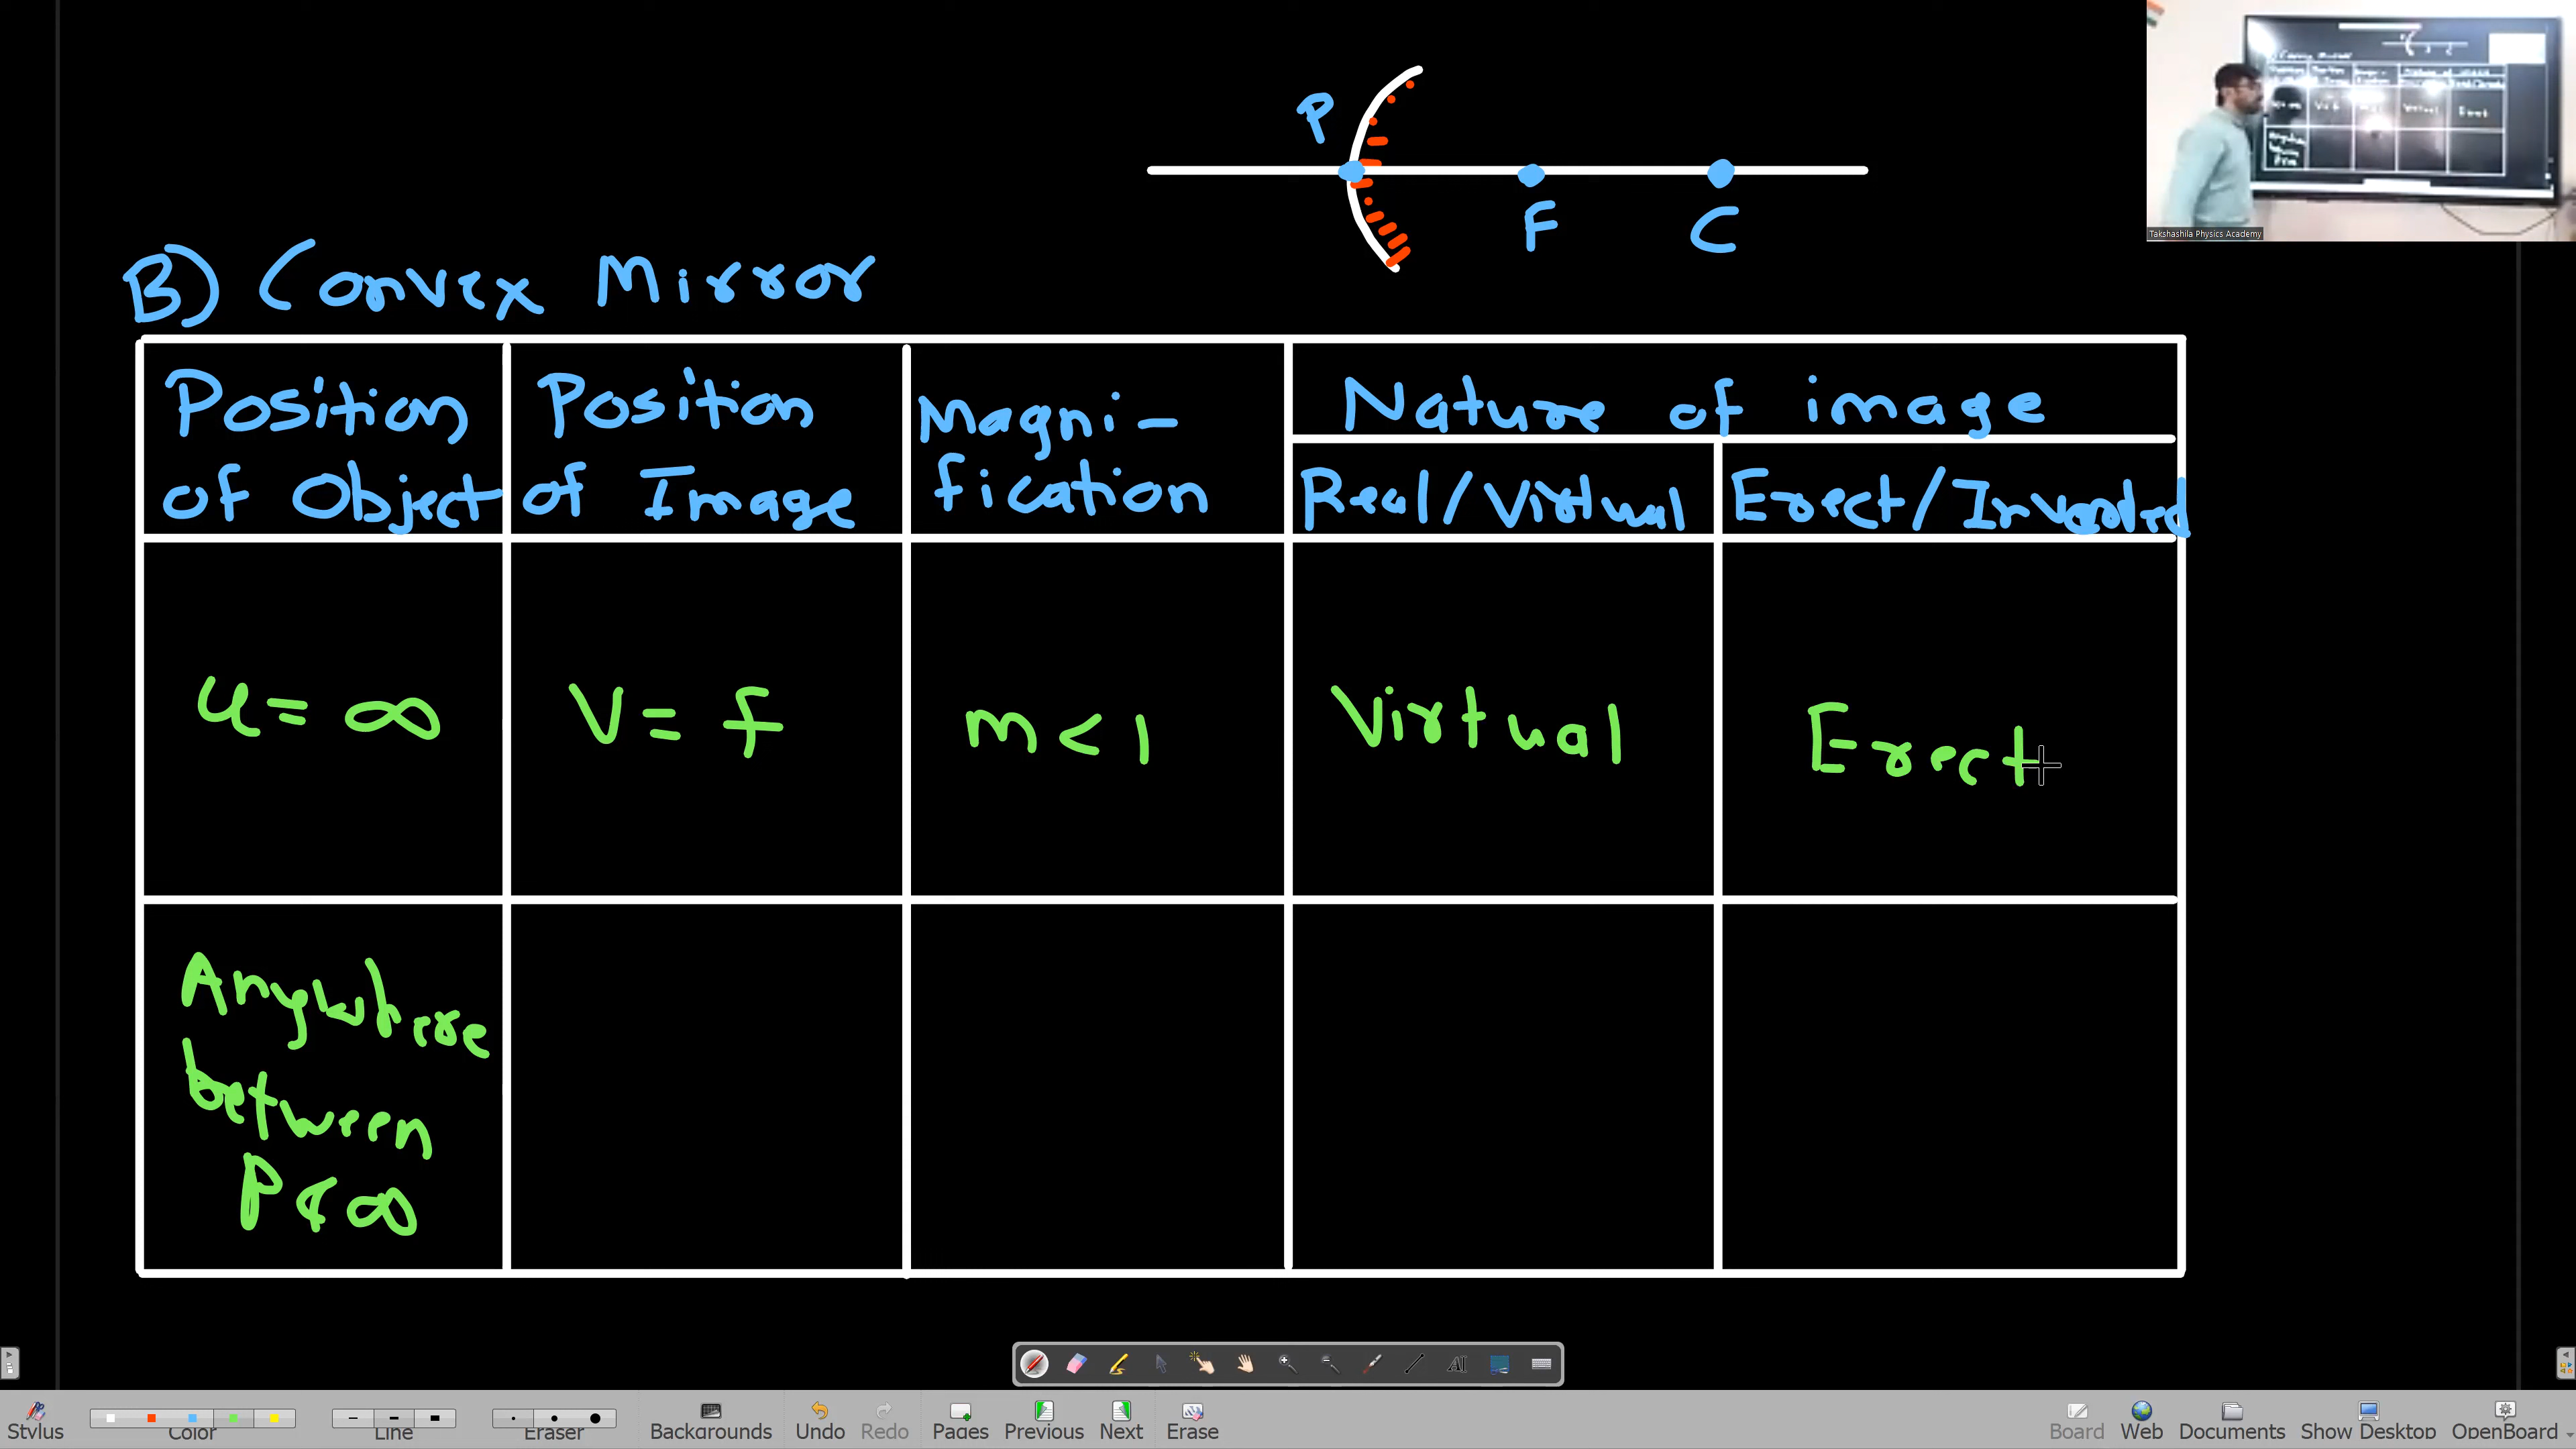 P
F
C
Takshashila Physics Academy
B) Convex Mirror
Position of Object
Position of Image
Magni-fication
Nature of image
Real/Virtual
Erect/Inverted
u = ∞
V = f
m < 1
Virtual
Erect
Anywhere
between
P & ∞
Stylus
Color
Line
Eraser
Backgrounds
Undo
Redo
Pages
Previous
Next
Erase
Board
Web
Documents
Show Desktop
OpenBoard